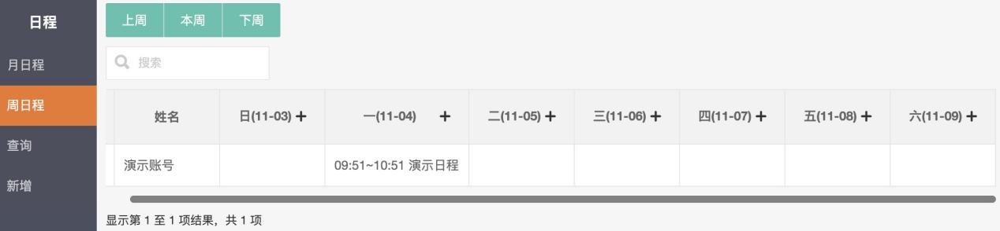 日程
月日程
周日程
查询
新增
上周 本周 下周
搜索
姓名 日(11-03) + 一(11-04) + 二(11-05) + 三(11-06) + 四(11-07) + 五(11-08) + 六(11-09) +
演示账号 09:51~10:51 演示日程
显示第 1 至 1 项结果，共 1 项